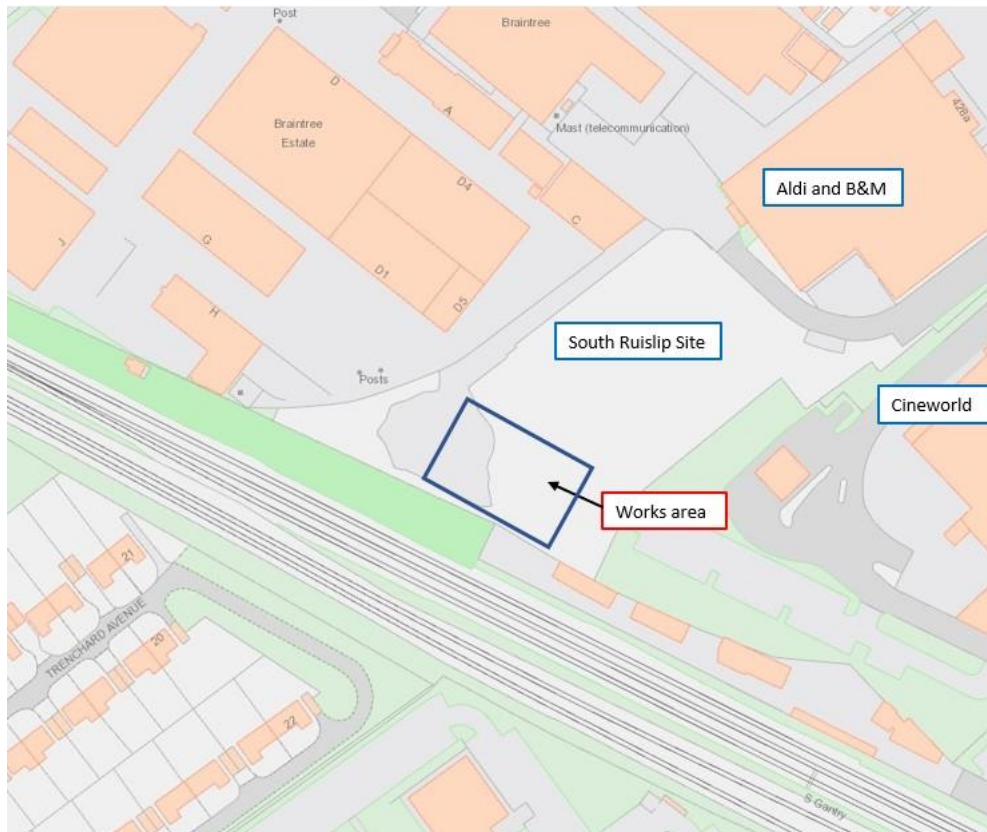 Post
Braintree
D
A
428a
Mast (telecommunication)
Braintree
Estate
D4
Aldi and B&M
C
J
G
D1
D5
H
South Ruislip Site
Posts
Cineworld
Works area
21
TRENCHARD AVENUE
20
22
S Gantry